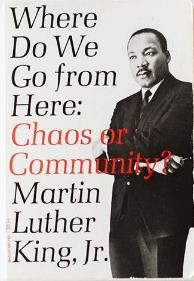 Where
Do We
Go from
Here:
Chaos or
Community?
Martin
Luther
King, Jr.